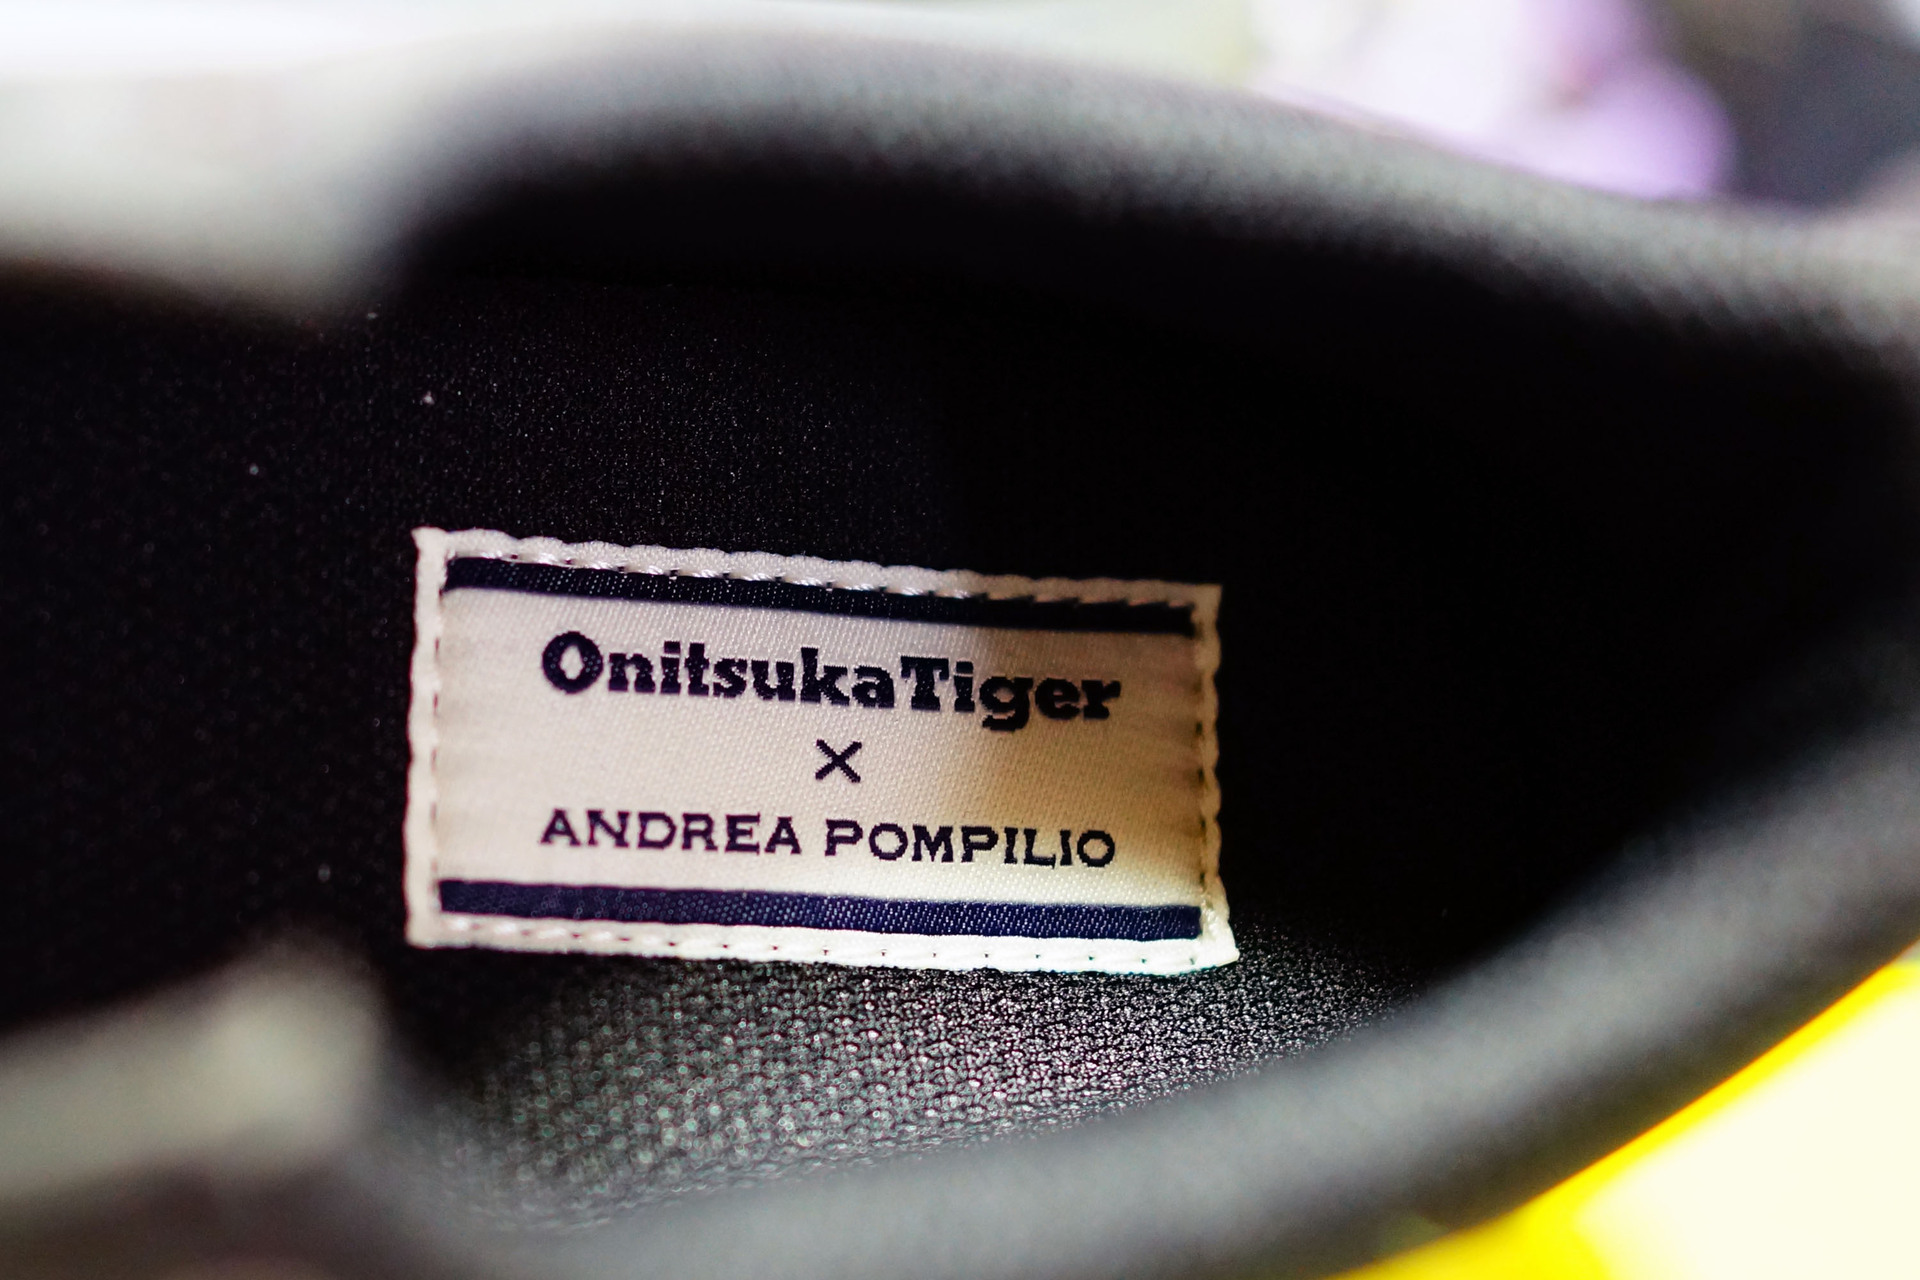 OnitsukaTiger
×
ANDREA POMPILIO